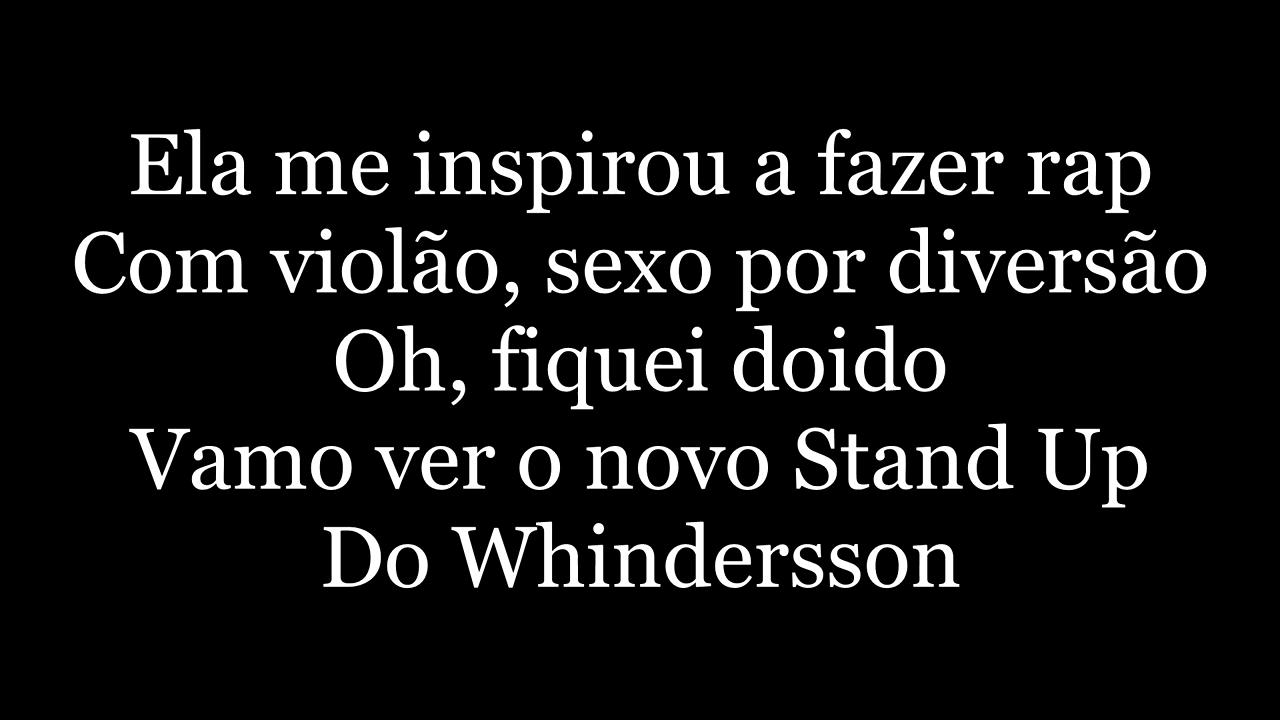 Ela me inspirou a fazer rap
Com violão, sexo por diversão
Oh, fiquei doido
Vamo ver o novo Stand Up
Do Whindersson